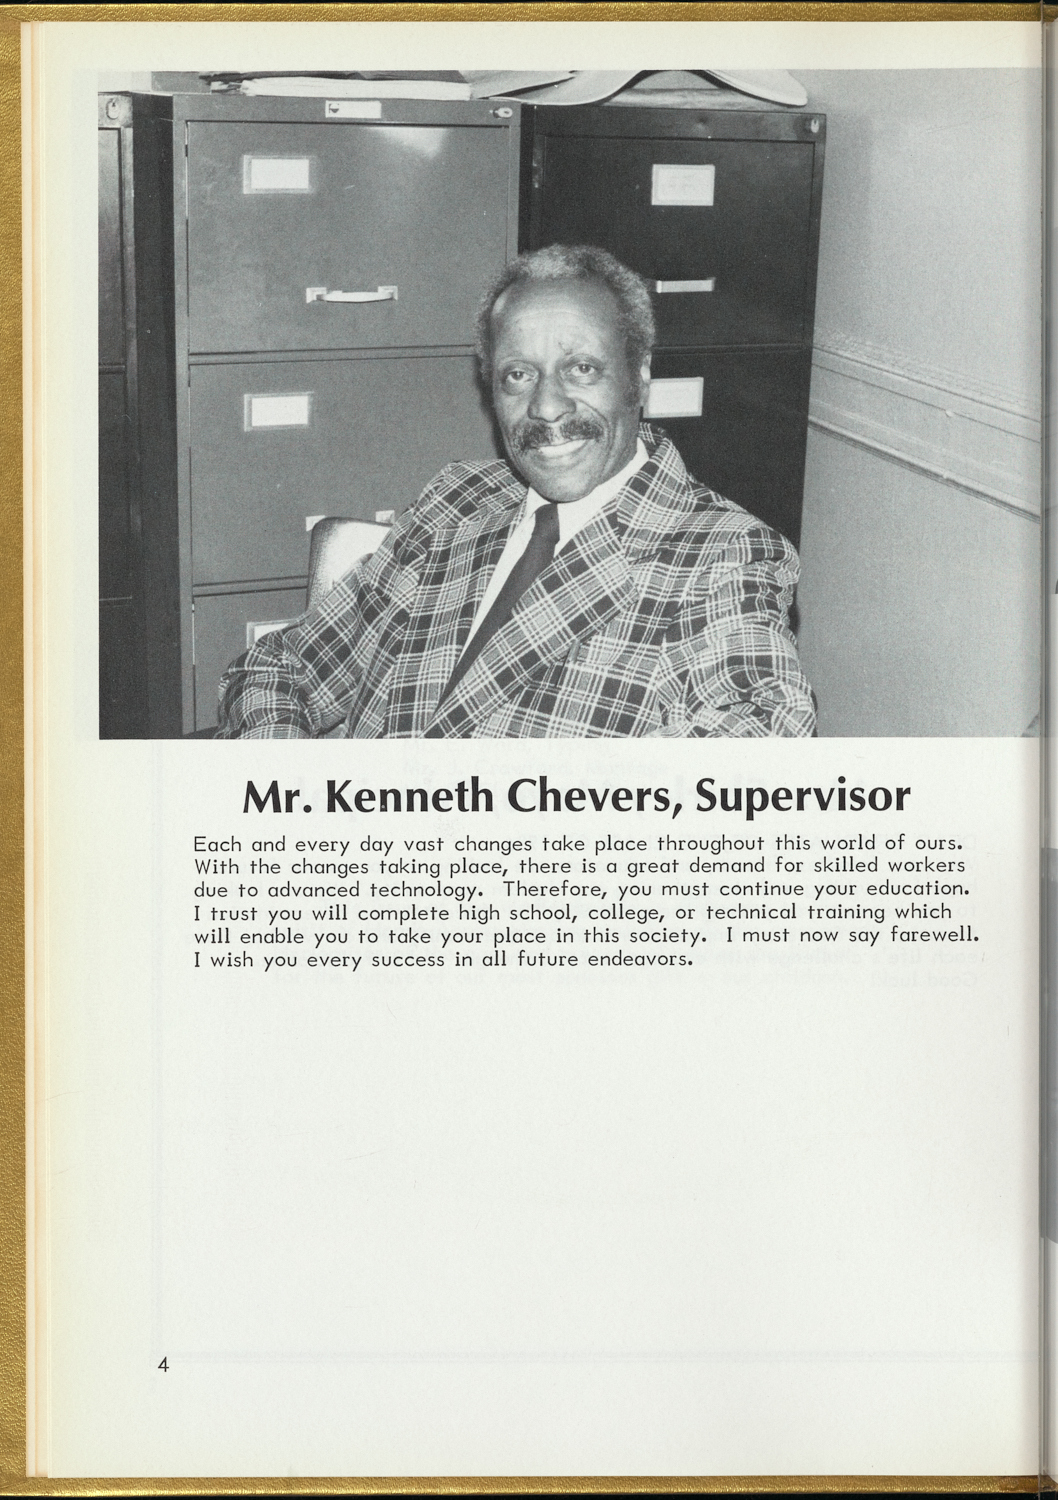 Mr. Kenneth Chevers, Supervisor
Each and every day vast changes take place throughout this world of ours.
With the changes taking place, there is a great demand for skilled workers
due to advanced technology. Therefore, you must continue your education.
I trust you will complete high school, college, or technical training which
will enable you to take your place in this society. I must now say farewell.
I wish you every success in all future endeavors.
4